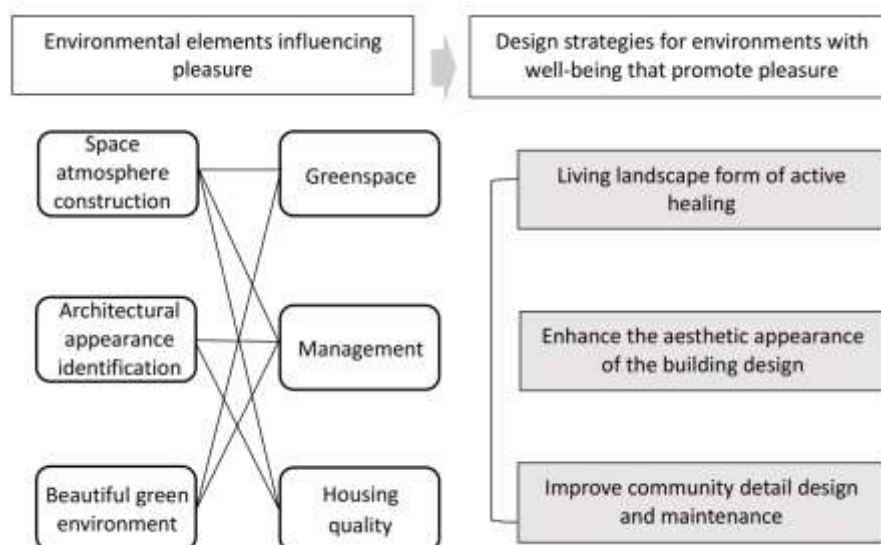 Environmental elements influencing
pleasure
Design strategies for environments with
well-being that promote pleasure
Space
atmosphere
construction
Greenspace
Living landscape form of active
healing
Architectural
appearance
identification
Management
Enhance the aesthetic appearance
of the building design
Beautiful green
environment
Housing
quality
Improve community detail design
and maintenance